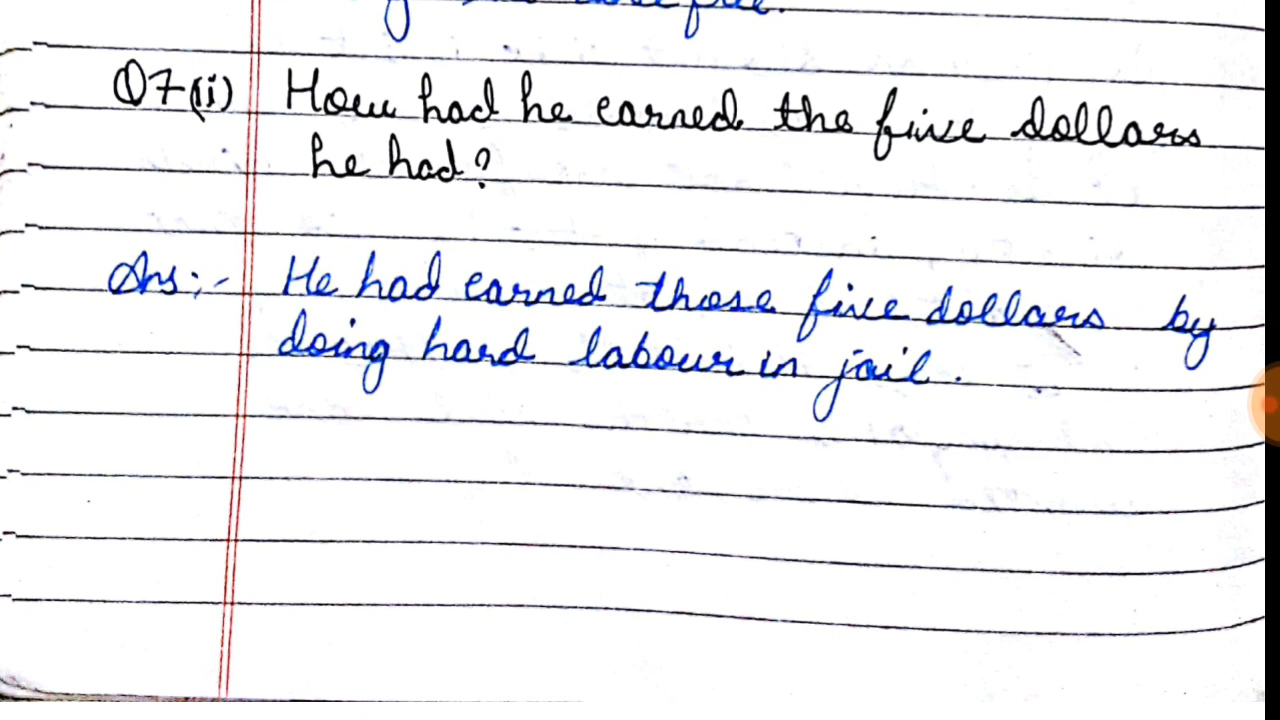 Q7(i) How had he earned the five dollars
he had?
Ans:- He had earned those five dollars by
doing hard labour in jail.